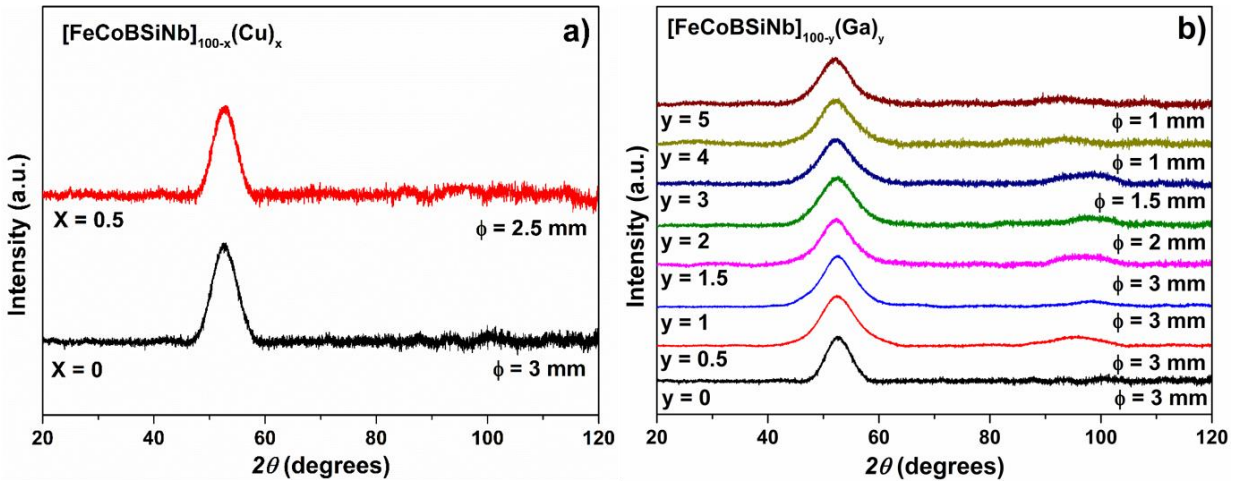 [FeCoBSiNb]100-x(Cu)x
a)
X = 0.5
ϕ = 2.5 mm
X = 0
ϕ = 3 mm
Intensity (a.u.)
20 40 60 80 100 120
2θ (degrees)
[FeCoBSiNb]100-y(Ga)y
b)
y = 5
ϕ = 1 mm
y = 4
ϕ = 1 mm
y = 3
ϕ = 1.5 mm
y = 2
ϕ = 2 mm
y = 1.5
ϕ = 3 mm
y = 1
ϕ = 3 mm
y = 0.5
ϕ = 3 mm
y = 0
ϕ = 3 mm
Intensity (a.u.)
20 40 60 80 100 120
2θ (degrees)